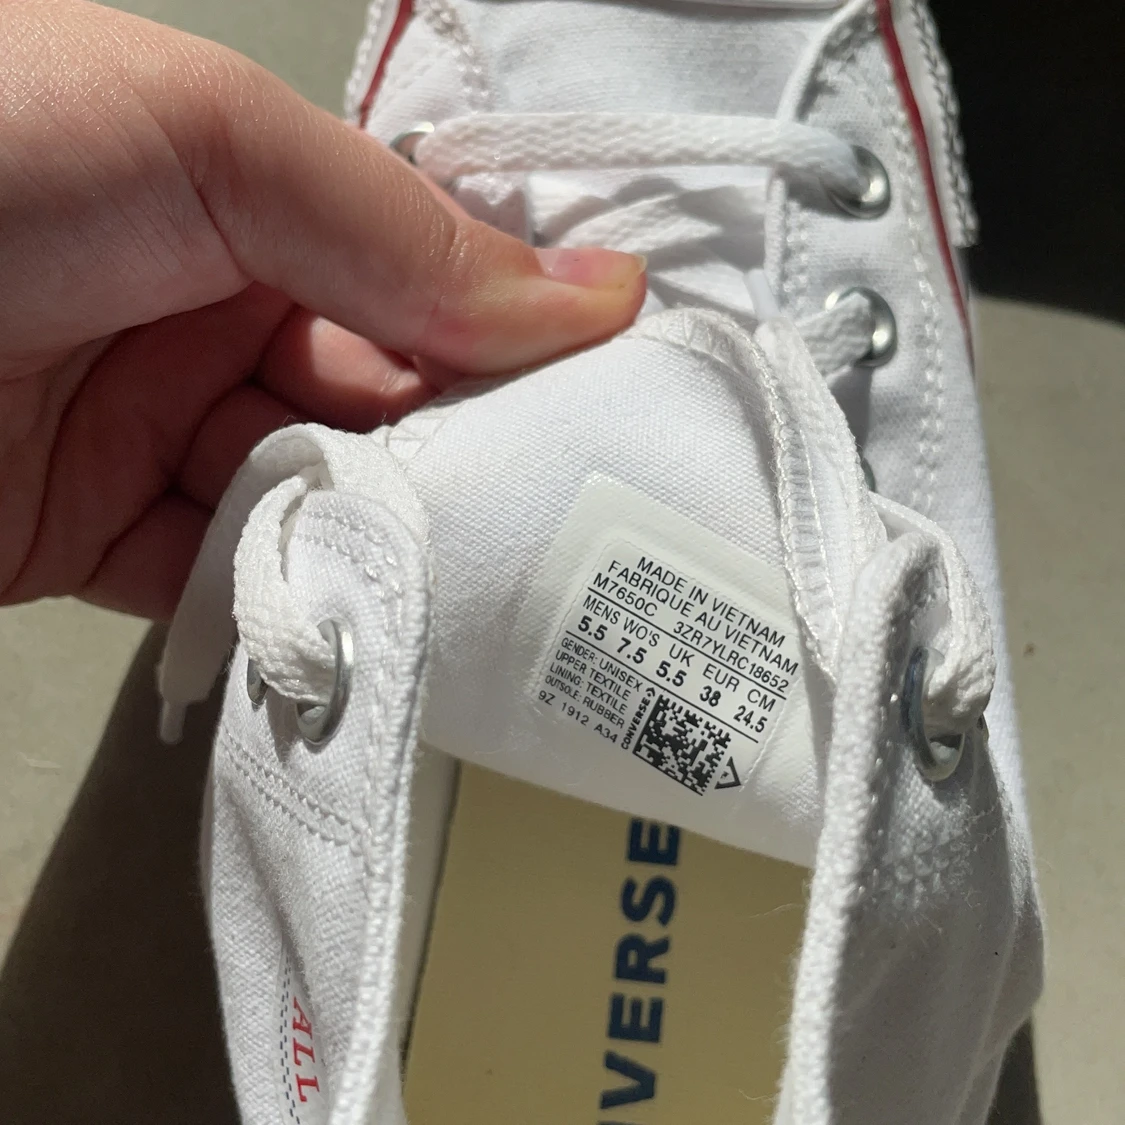 MADE IN VIETNAM
FABRIQUE AU VIETNAM
M7650C 3ZR7YLRC18652
MENS WO'S UK EUR CM
5.5 7.5 5.5 38 24.5
GENDER: UNISEX
UPPER: TEXTILE
LINING: TEXTILE
OUTSOLE: RUBBER
9Z 1912 A34
CONVERSE
VERSE
ALL